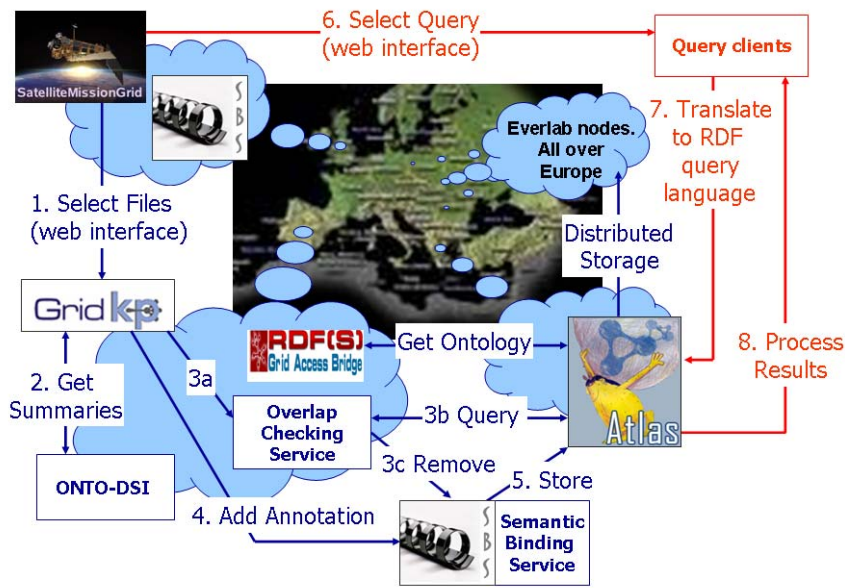 6. Select Query
(web interface)
Query clients
SatelliteMissionGrid
S
B
S
Everlab nodes.
All over
Europe
7. Translate
to RDF
query
language
1. Select Files
(web interface)
Distributed
Storage
Grid kp
RDF(S)
Grid Access Bridge
Get Ontology
8. Process
Results
3a
2. Get
Summaries
Overlap
Checking
Service
3b Query
Atlas
3c Remove
ONTO-DSI
5. Store
4. Add Annotation
S
B
S
Semantic
Binding
Service